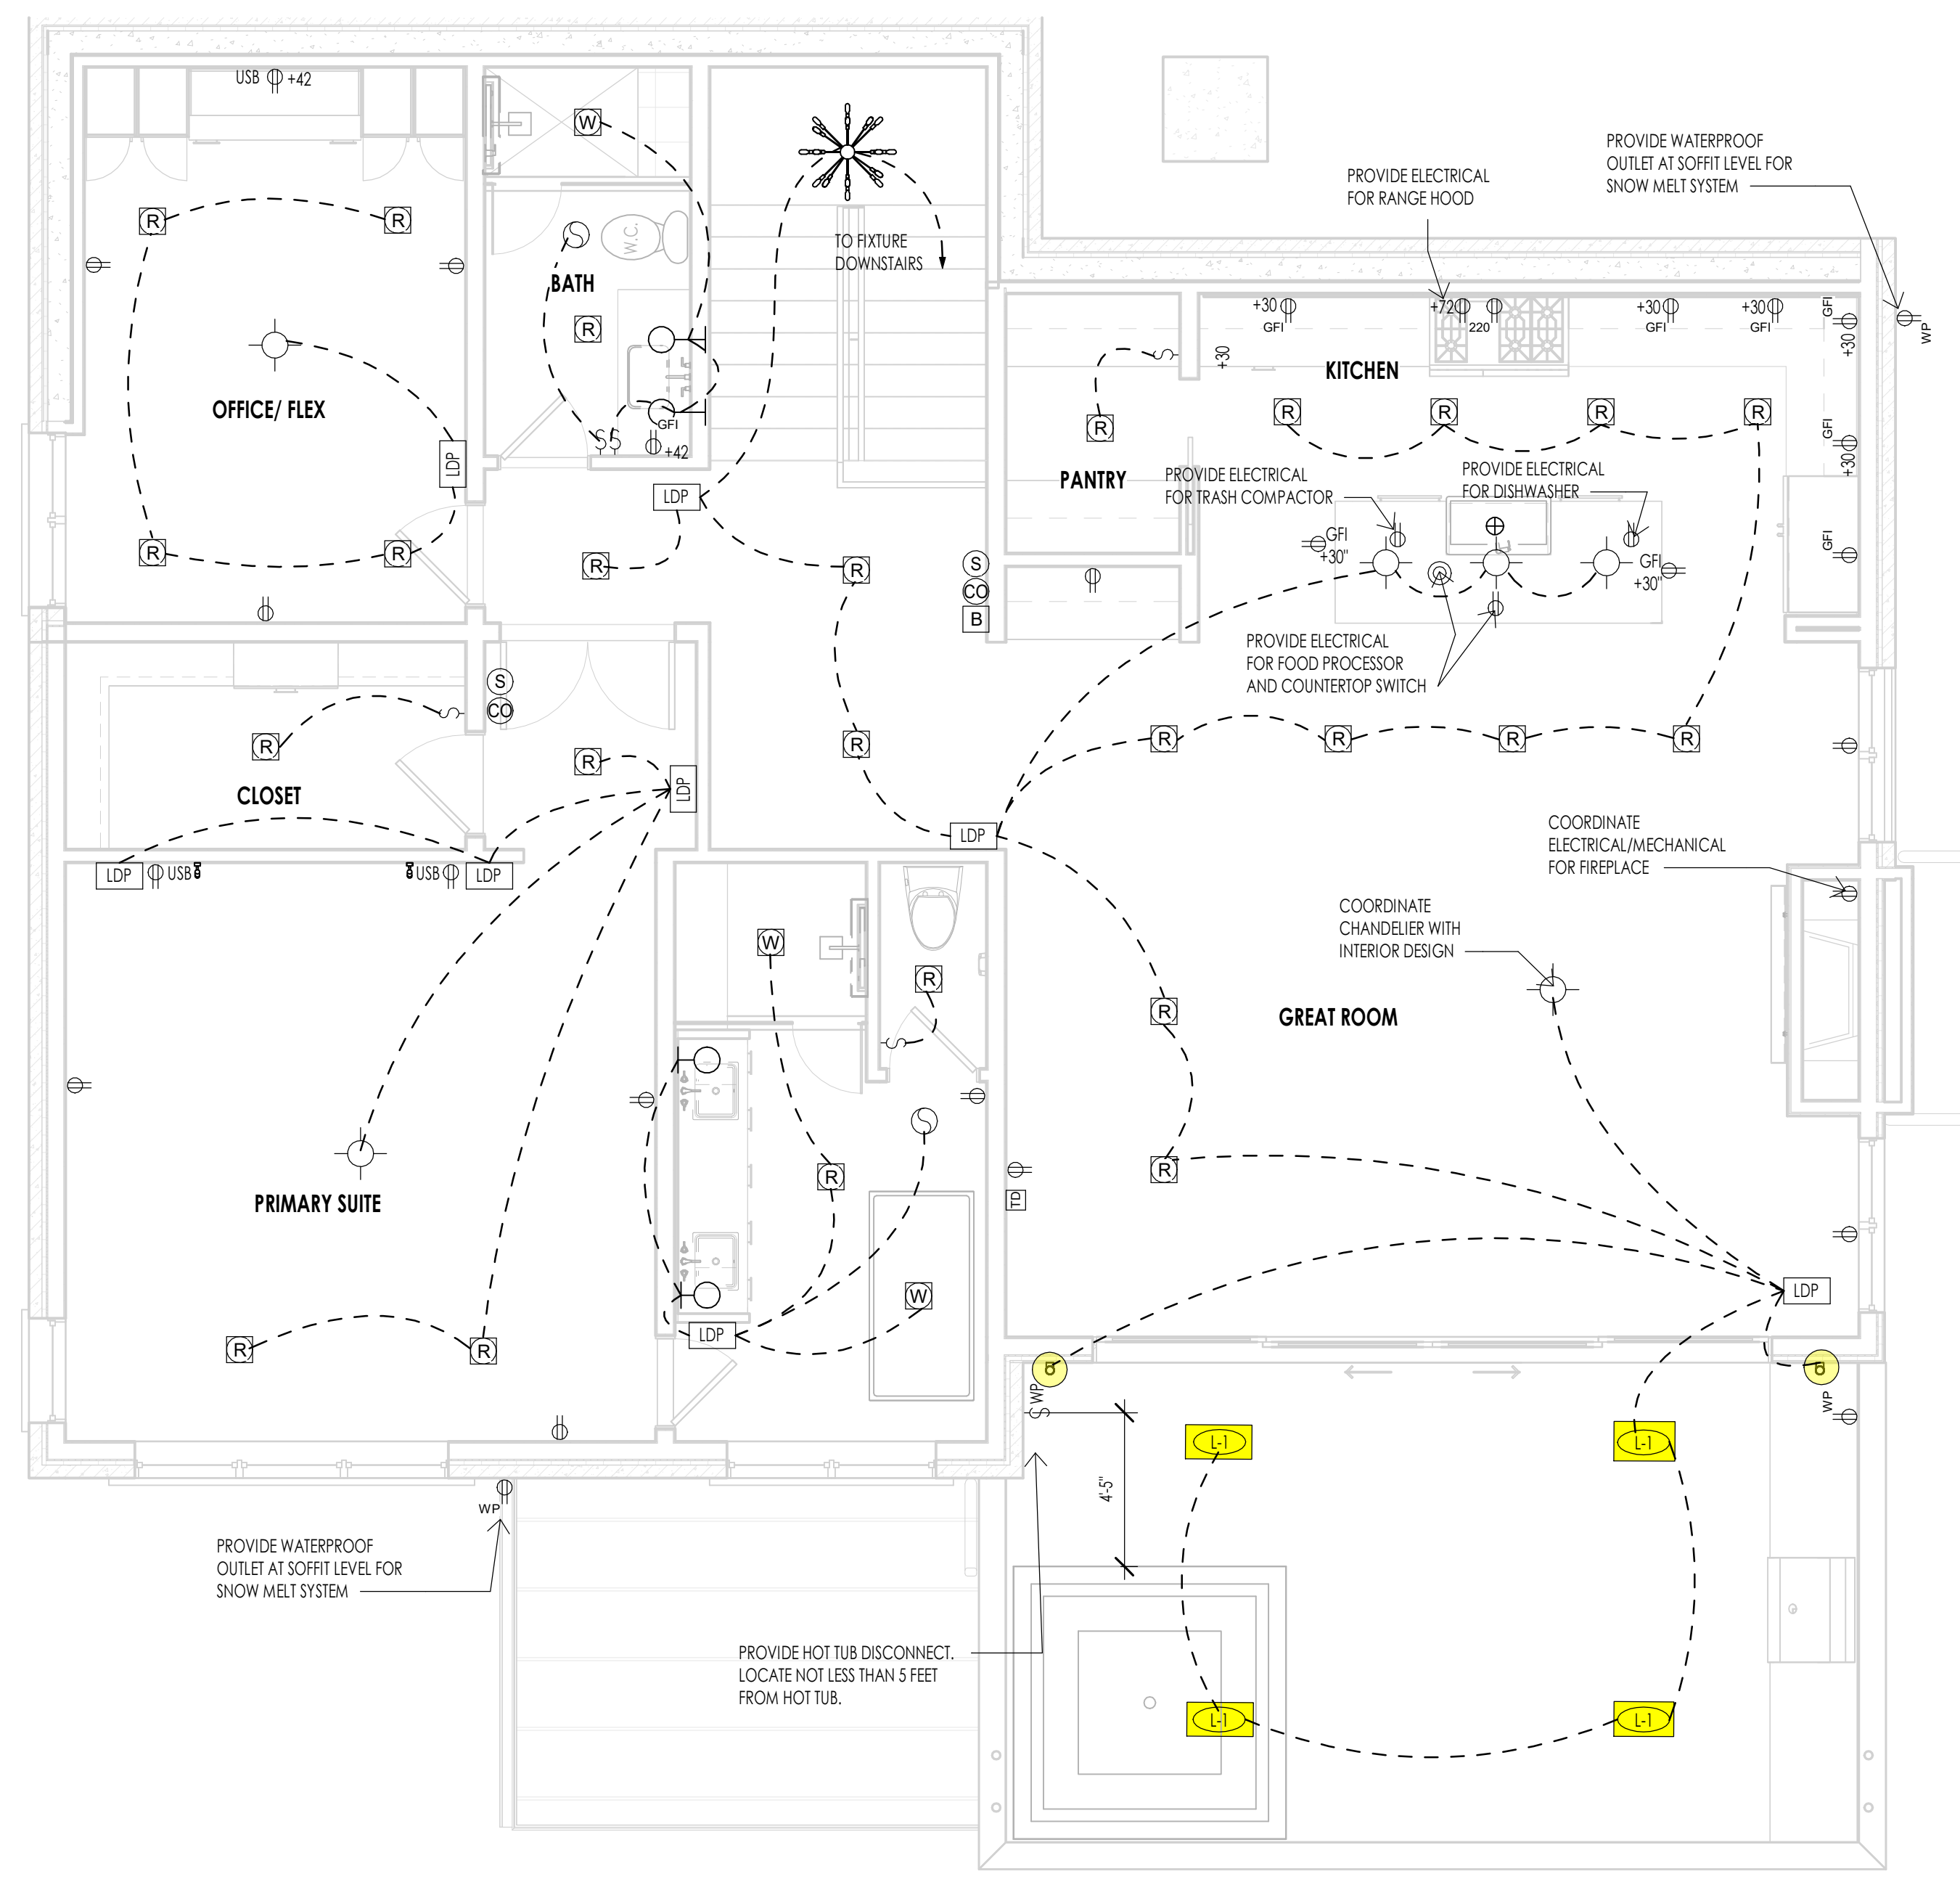 USB +42
W
PROVIDE WATERPROOF
OUTLET AT SOFFIT LEVEL FOR
SNOW MELT SYSTEM
PROVIDE ELECTRICAL
FOR RANGE HOOD
R R
W.C.
TO FIXTURE
DOWNSTAIRS
BATH
R
OFFICE/ FLEX
GFI
+42
S S
LDP
LDP
R R
R
R
+30
GFI
+72
220
+30
GFI
+30
GFI
GFI
+30
WP
+30
S
KITCHEN
R R R R
R
PANTRY
GFI
+30
PROVIDE ELECTRICAL
FOR TRASH COMPACTOR
PROVIDE ELECTRICAL
FOR DISHWASHER
GFI
+30"
GFI
+30"
GFI
S
CO
B
PROVIDE ELECTRICAL
FOR FOOD PROCESSOR
AND COUNTERTOP SWITCH
S
CO
S
R
R
LDP
CLOSET
R
R R R R
LDP
LDP USB
USB LDP
COORDINATE
ELECTRICAL/MECHANICAL
FOR FIREPLACE
COORDINATE
CHANDELIER WITH
INTERIOR DESIGN
W
R
S
R
GREAT ROOM
R
R
TD
PRIMARY SUITE
W
LDP
R R
LDP
S WP
WP
L-1 L-1
4'-5"
WP
PROVIDE WATERPROOF
OUTLET AT SOFFIT LEVEL FOR
SNOW MELT SYSTEM
PROVIDE HOT TUB DISCONNECT.
LOCATE NOT LESS THAN 5 FEET
FROM HOT TUB.
L-1 L-1